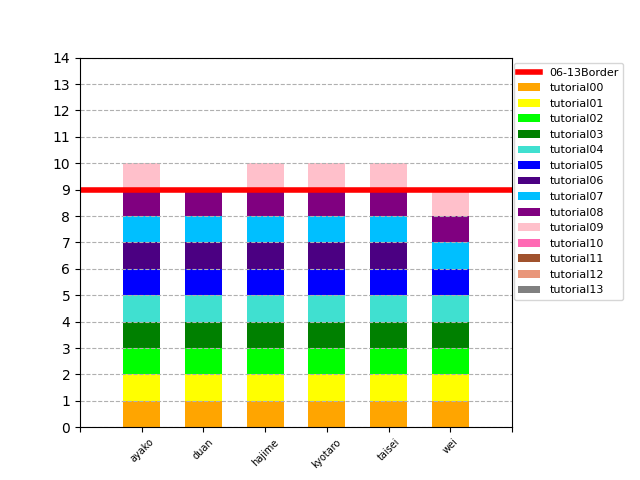 14
13
12
11
10
9
8
7
6
5
4
3
2
1
0
ayako
duan
hajime
kyotaro
taisei
wei
06-13Border
tutorial00
tutorial01
tutorial02
tutorial03
tutorial04
tutorial05
tutorial06
tutorial07
tutorial08
tutorial09
tutorial10
tutorial11
tutorial12
tutorial13